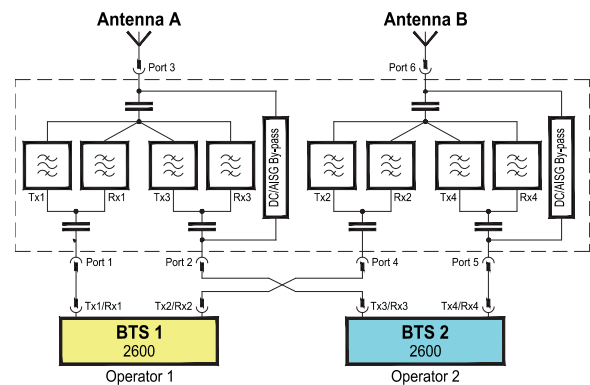 Antenna A
Antenna B
Port 3
Port 6
DC/AISG By-pass
DC/AISG By-pass
Tx1
Rx1
Tx3
Rx3
Tx2
Rx2
Tx4
Rx4
Port 1
Port 2
Port 4
Port 5
Tx1/Rx1
Tx2/Rx2
Tx3/Rx3
Tx4/Rx4
BTS 1
2600
BTS 2
2600
Operator 1
Operator 2